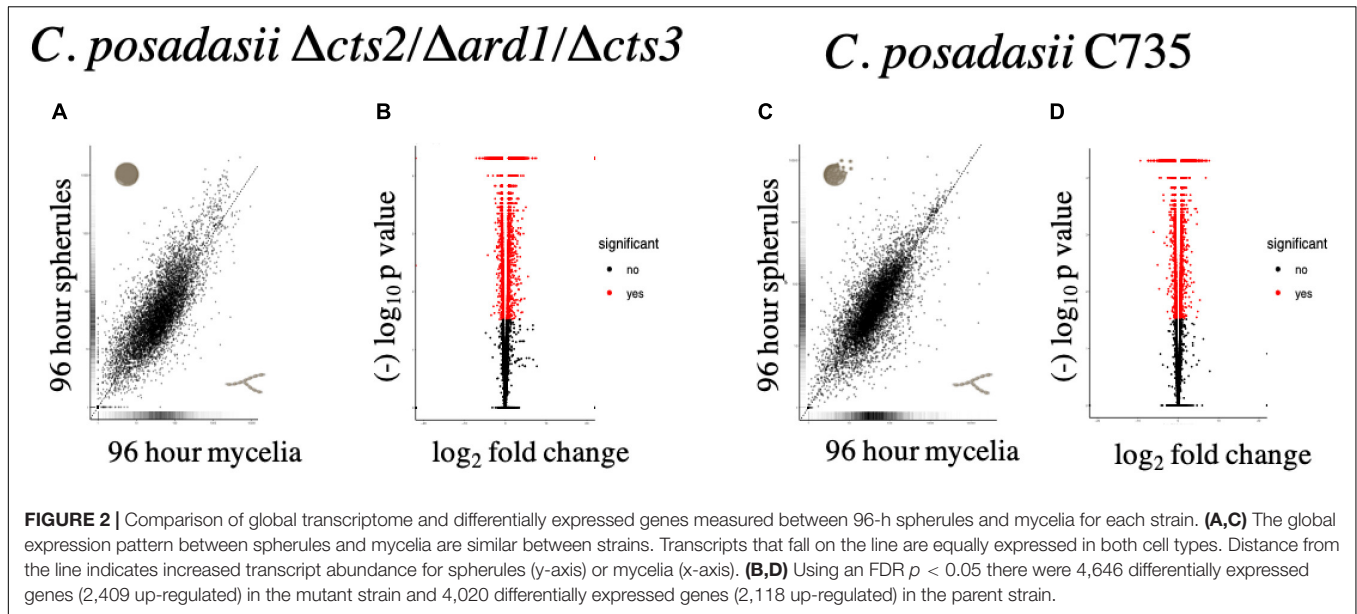 C. posadasii Δcts2/Δard1/Δcts3
C. posadasii C735
A
B
C
D
96 hour spherules
96 hour mycelia
(-) log10 p value
log2 fold change
significant
no
yes
96 hour spherules
96 hour mycelia
(-) log10 p value
log2 fold change
significant
no
yes
FIGURE 2 | Comparison of global transcriptome and differentially expressed genes measured between 96-h spherules and mycelia for each strain. (A,C) The global
expression pattern between spherules and mycelia are similar between strains. Transcripts that fall on the line are equally expressed in both cell types. Distance from
the line indicates increased transcript abundance for spherules (y-axis) or mycelia (x-axis). (B,D) Using an FDR p < 0.05 there were 4,646 differentially expressed
genes (2,409 up-regulated) in the mutant strain and 4,020 differentially expressed genes (2,118 up-regulated) in the parent strain.